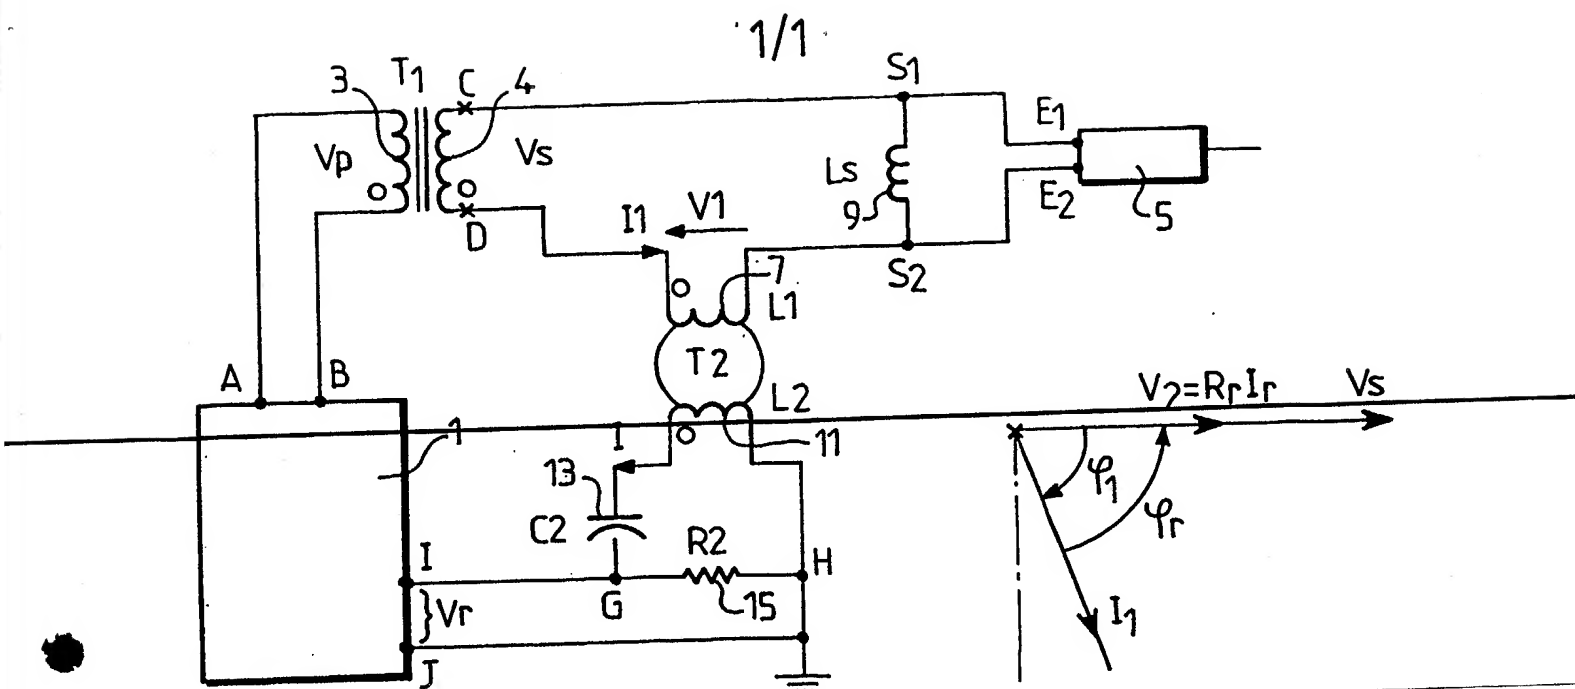 1/1
3 T1 C 4
S1
E1
Vp Vs
Ls
E2
9
5
D
I1 V1
S2
7
L1
T2
A B
L2
V2=RrIr Vs
1
I
11
13
φ1
φr
C2
R2
I
H
G
15
}Vr
I1
J